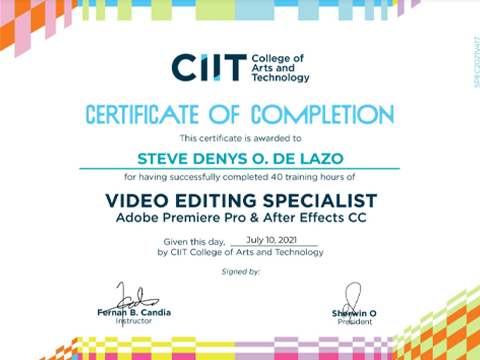 CIIT College of
Arts and
Technology
SPEC2021V417
CERTIFICATE OF COMPLETION
This certificate is awarded to
STEVE DENYS O. DE LAZO
for having successfully completed 40 training hours of
VIDEO EDITING SPECIALIST
Adobe Premiere Pro & After Effects CC
Given this day, July 10, 2021
by CIIT College of Arts and Technology
Signed by:
Fernan B. Candia
Instructor
Sherwin O
President